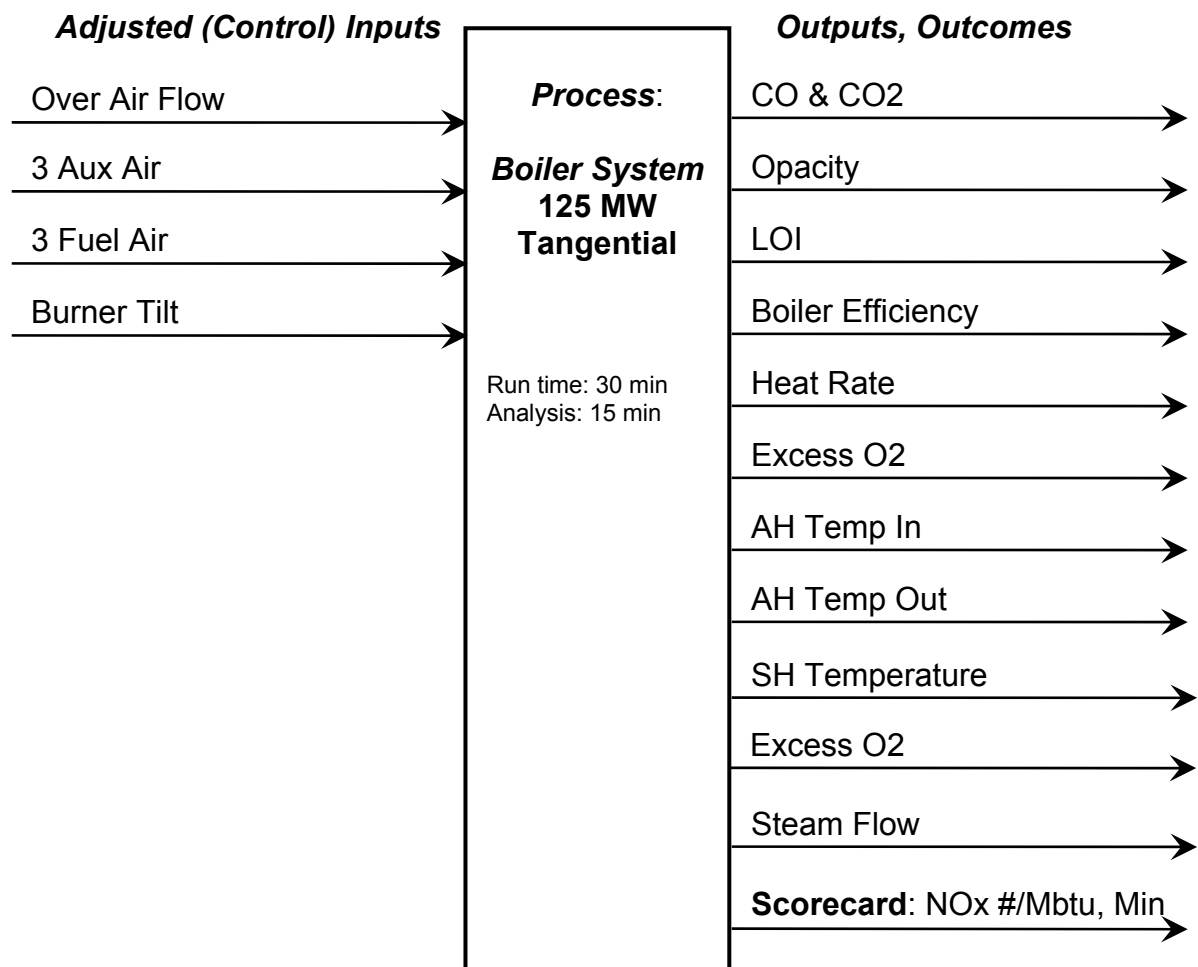 Adjusted (Control) Inputs
Over Air Flow
3 Aux Air
3 Fuel Air
Burner Tilt
Process:
Boiler System
125 MW
Tangential
Run time: 30 min
Analysis: 15 min
Outputs, Outcomes
CO & CO2
Opacity
LOI
Boiler Efficiency
Heat Rate
Excess O2
AH Temp In
AH Temp Out
SH Temperature
Excess O2
Steam Flow
Scorecard: NOx #/Mbtu, Min